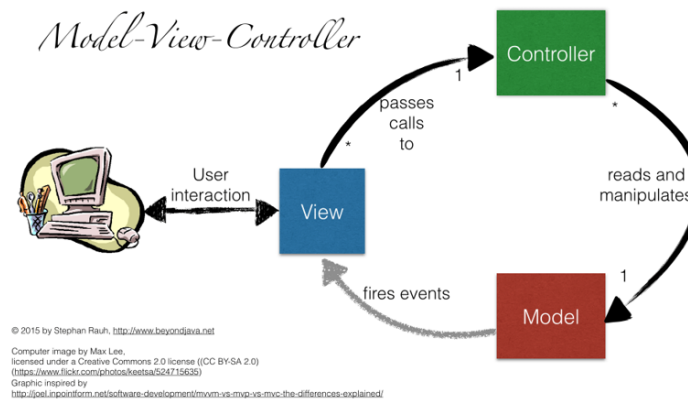 Model-View-Controller
Controller
1
*
passes
calls
to
*
User
interaction
reads and
manipulates
View
1
fires events
Model
© 2015 by Stephan Rauh, http://www.beyondjava.net
Computer image by Max Lee,
licensed under a Creative Commons 2.0 license ((CC BY-SA 2.0)
(https://www.flickr.com/photos/keetsa/524715635)
Graphic inspired by
http://joel.inpointform.net/software-development/mvvm-vs-mvp-vs-mvc-the-differences-explained/